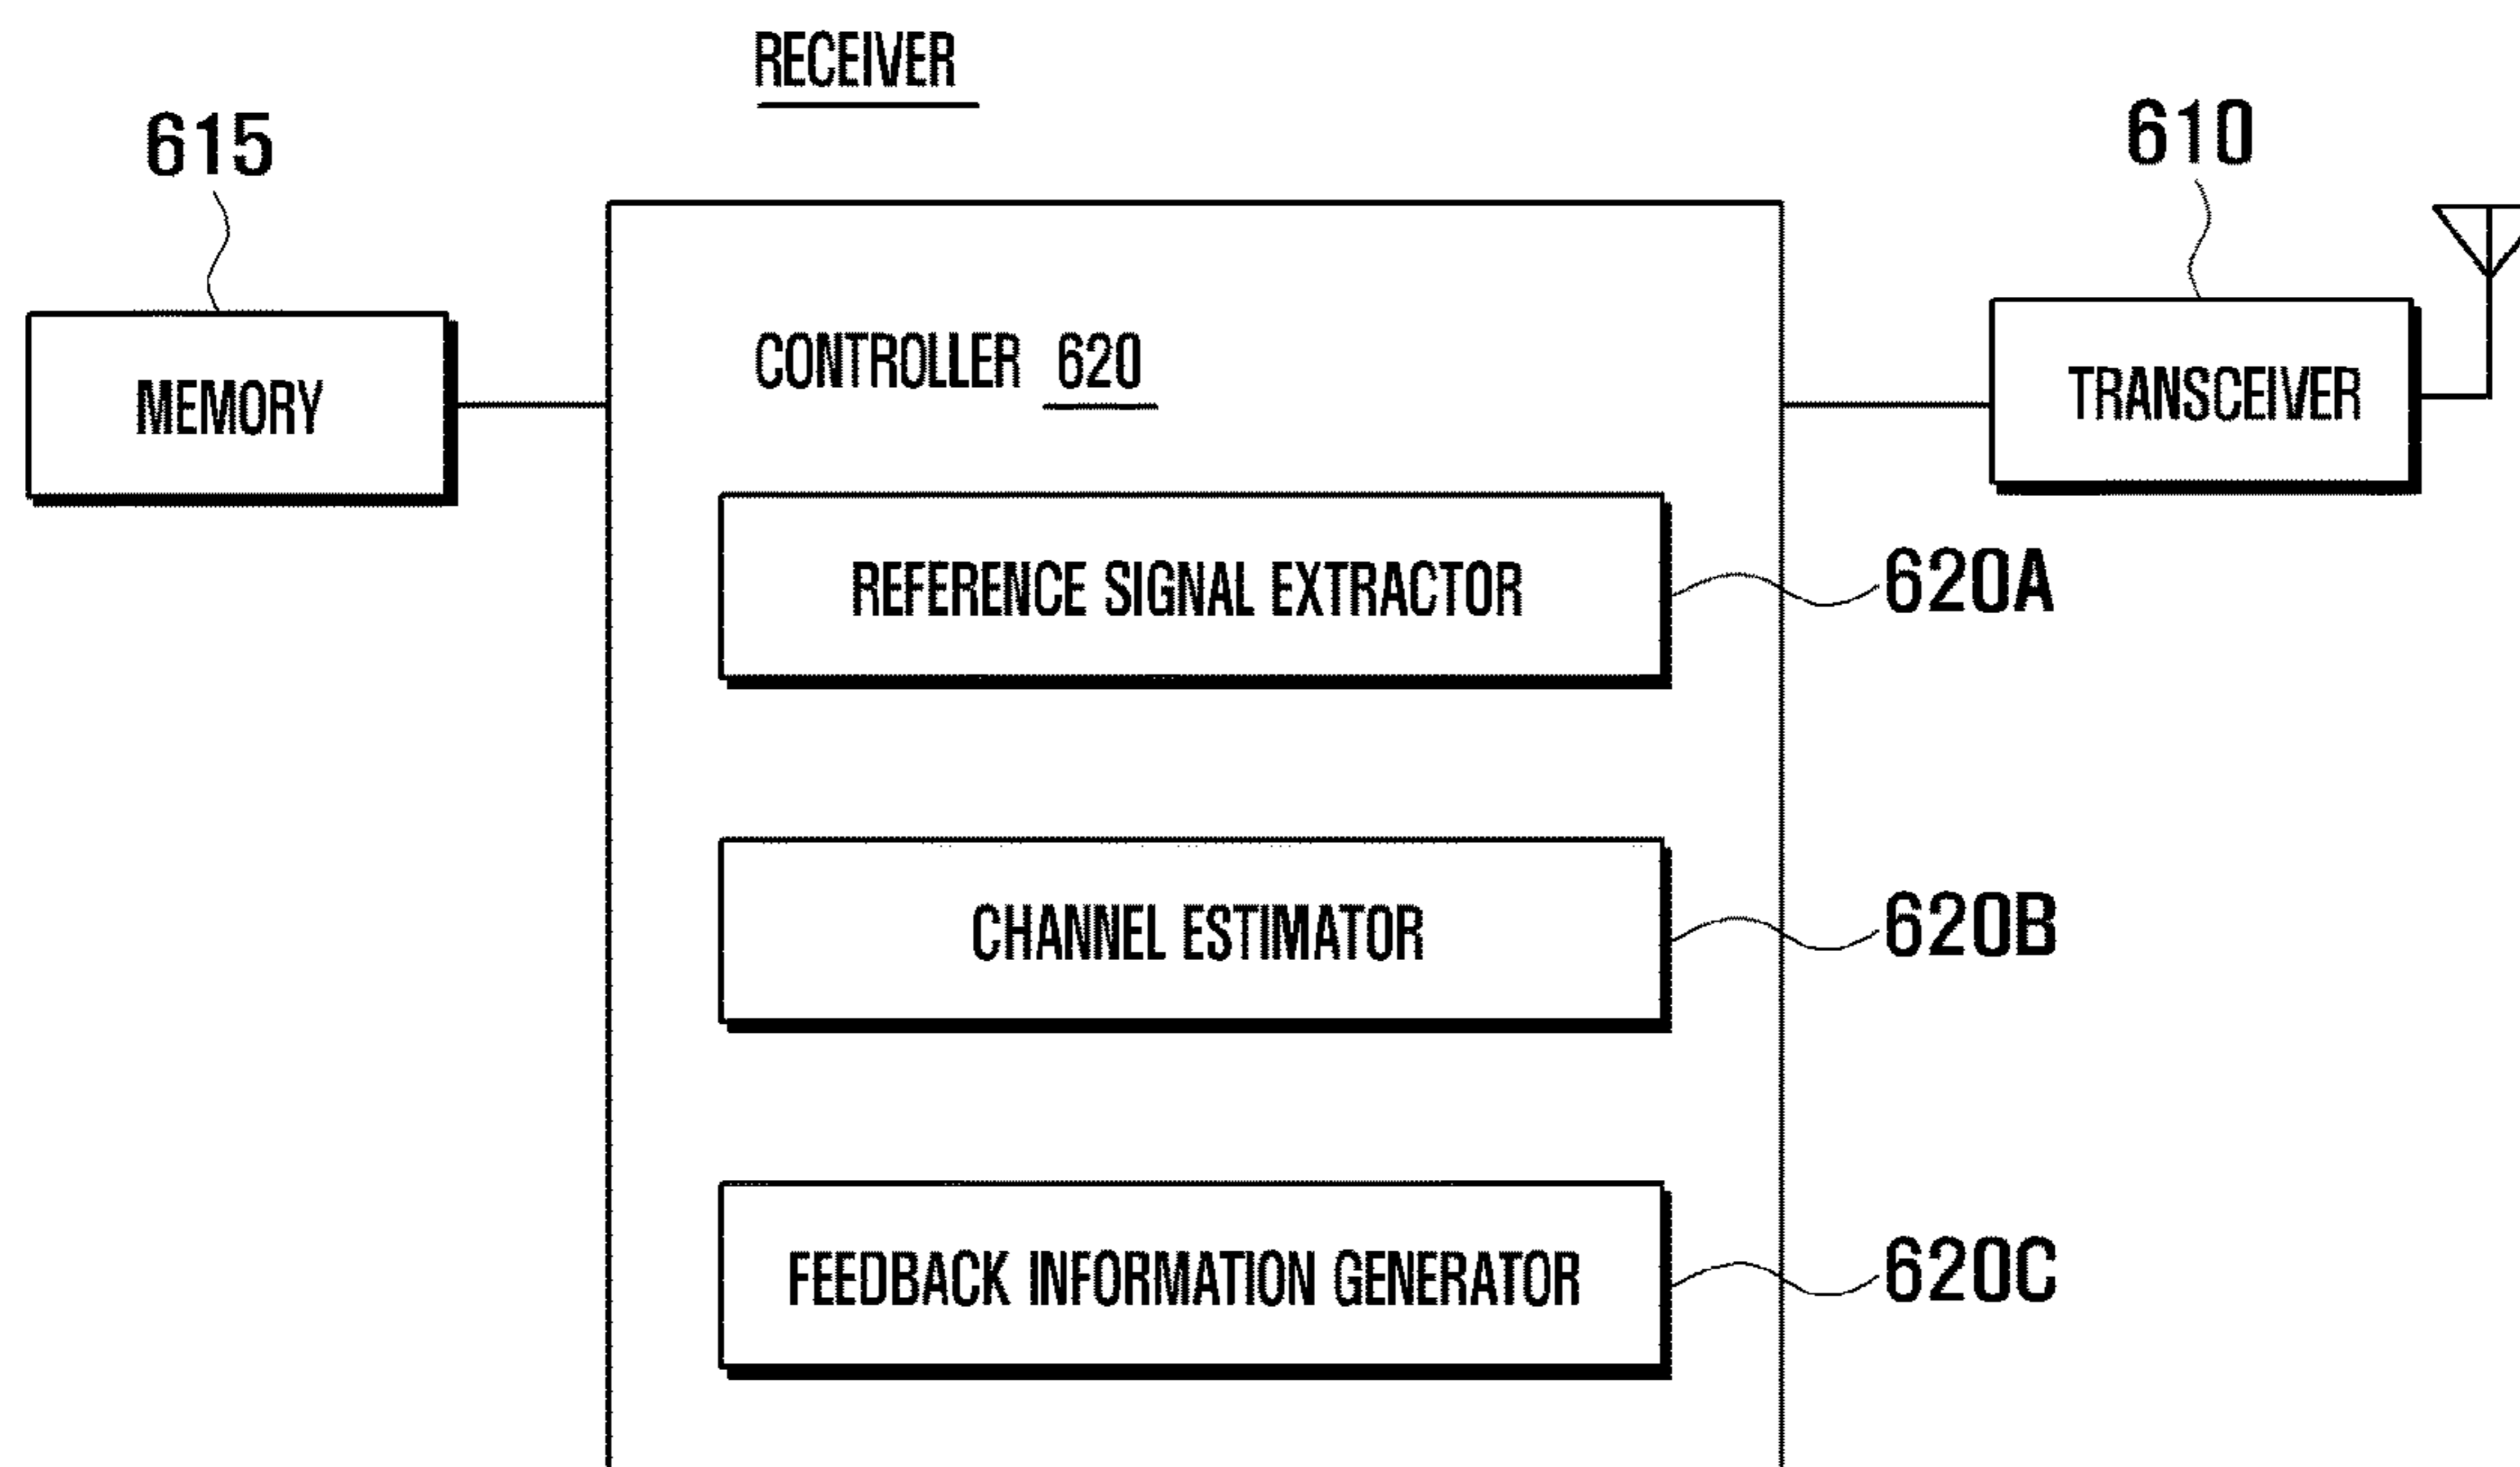 RECEIVER
615
610
MEMORY
CONTROLLER 620
TRANSCEIVER
REFERENCE SIGNAL EXTRACTOR
620A
CHANNEL ESTIMATOR
620B
FEEDBACK INFORMATION GENERATOR
620C